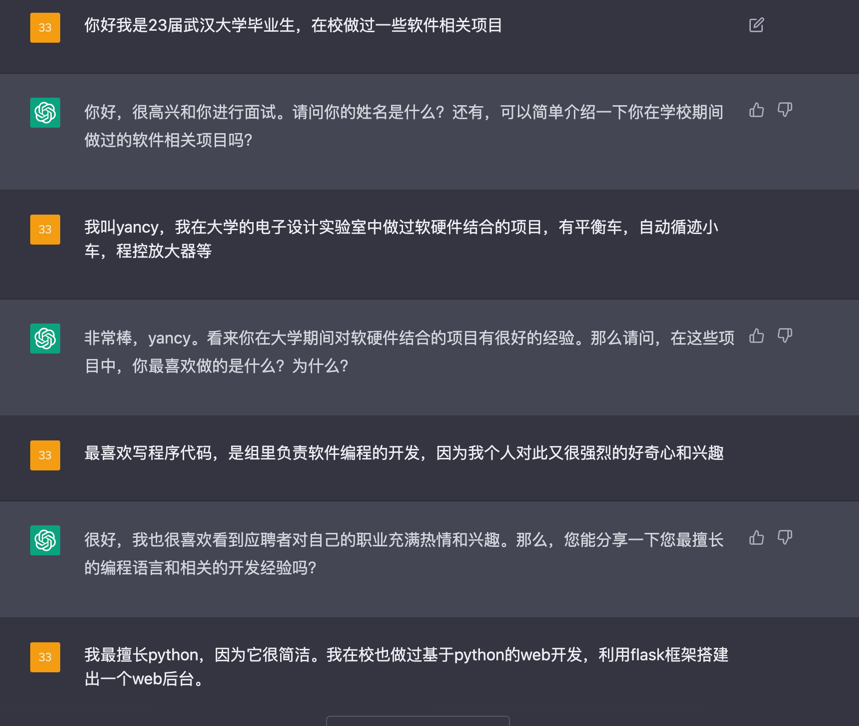 33
你好我是23届武汉大学毕业生，在校做过一些软件相关项目
你好，很高兴和你进行面试。请问你的姓名是什么？还有，可以简单介绍一下你在学校期间
做过的软件相关项目吗？
33
我叫yancy，我在大学的电子设计实验室中做过软硬件结合的项目，有平衡车，自动循迹小
车，程控放大器等
非常棒，yancy。看来你在大学期间对软硬件结合的项目有很好的经验。那么请问，在这些项
目中，你最喜欢做的是什么？为什么？
33
最喜欢写程序代码，是组里负责软件编程的开发，因为我个人对此又很强烈的好奇心和兴趣
很好，我也很喜欢看到应聘者对自己的职业充满热情和兴趣。那么，您能分享一下您最擅长
的编程语言和相关的开发经验吗？
33
我最擅长python，因为它很简洁。我在校也做过基于python的web开发，利用flask框架搭建
出一个web后台。